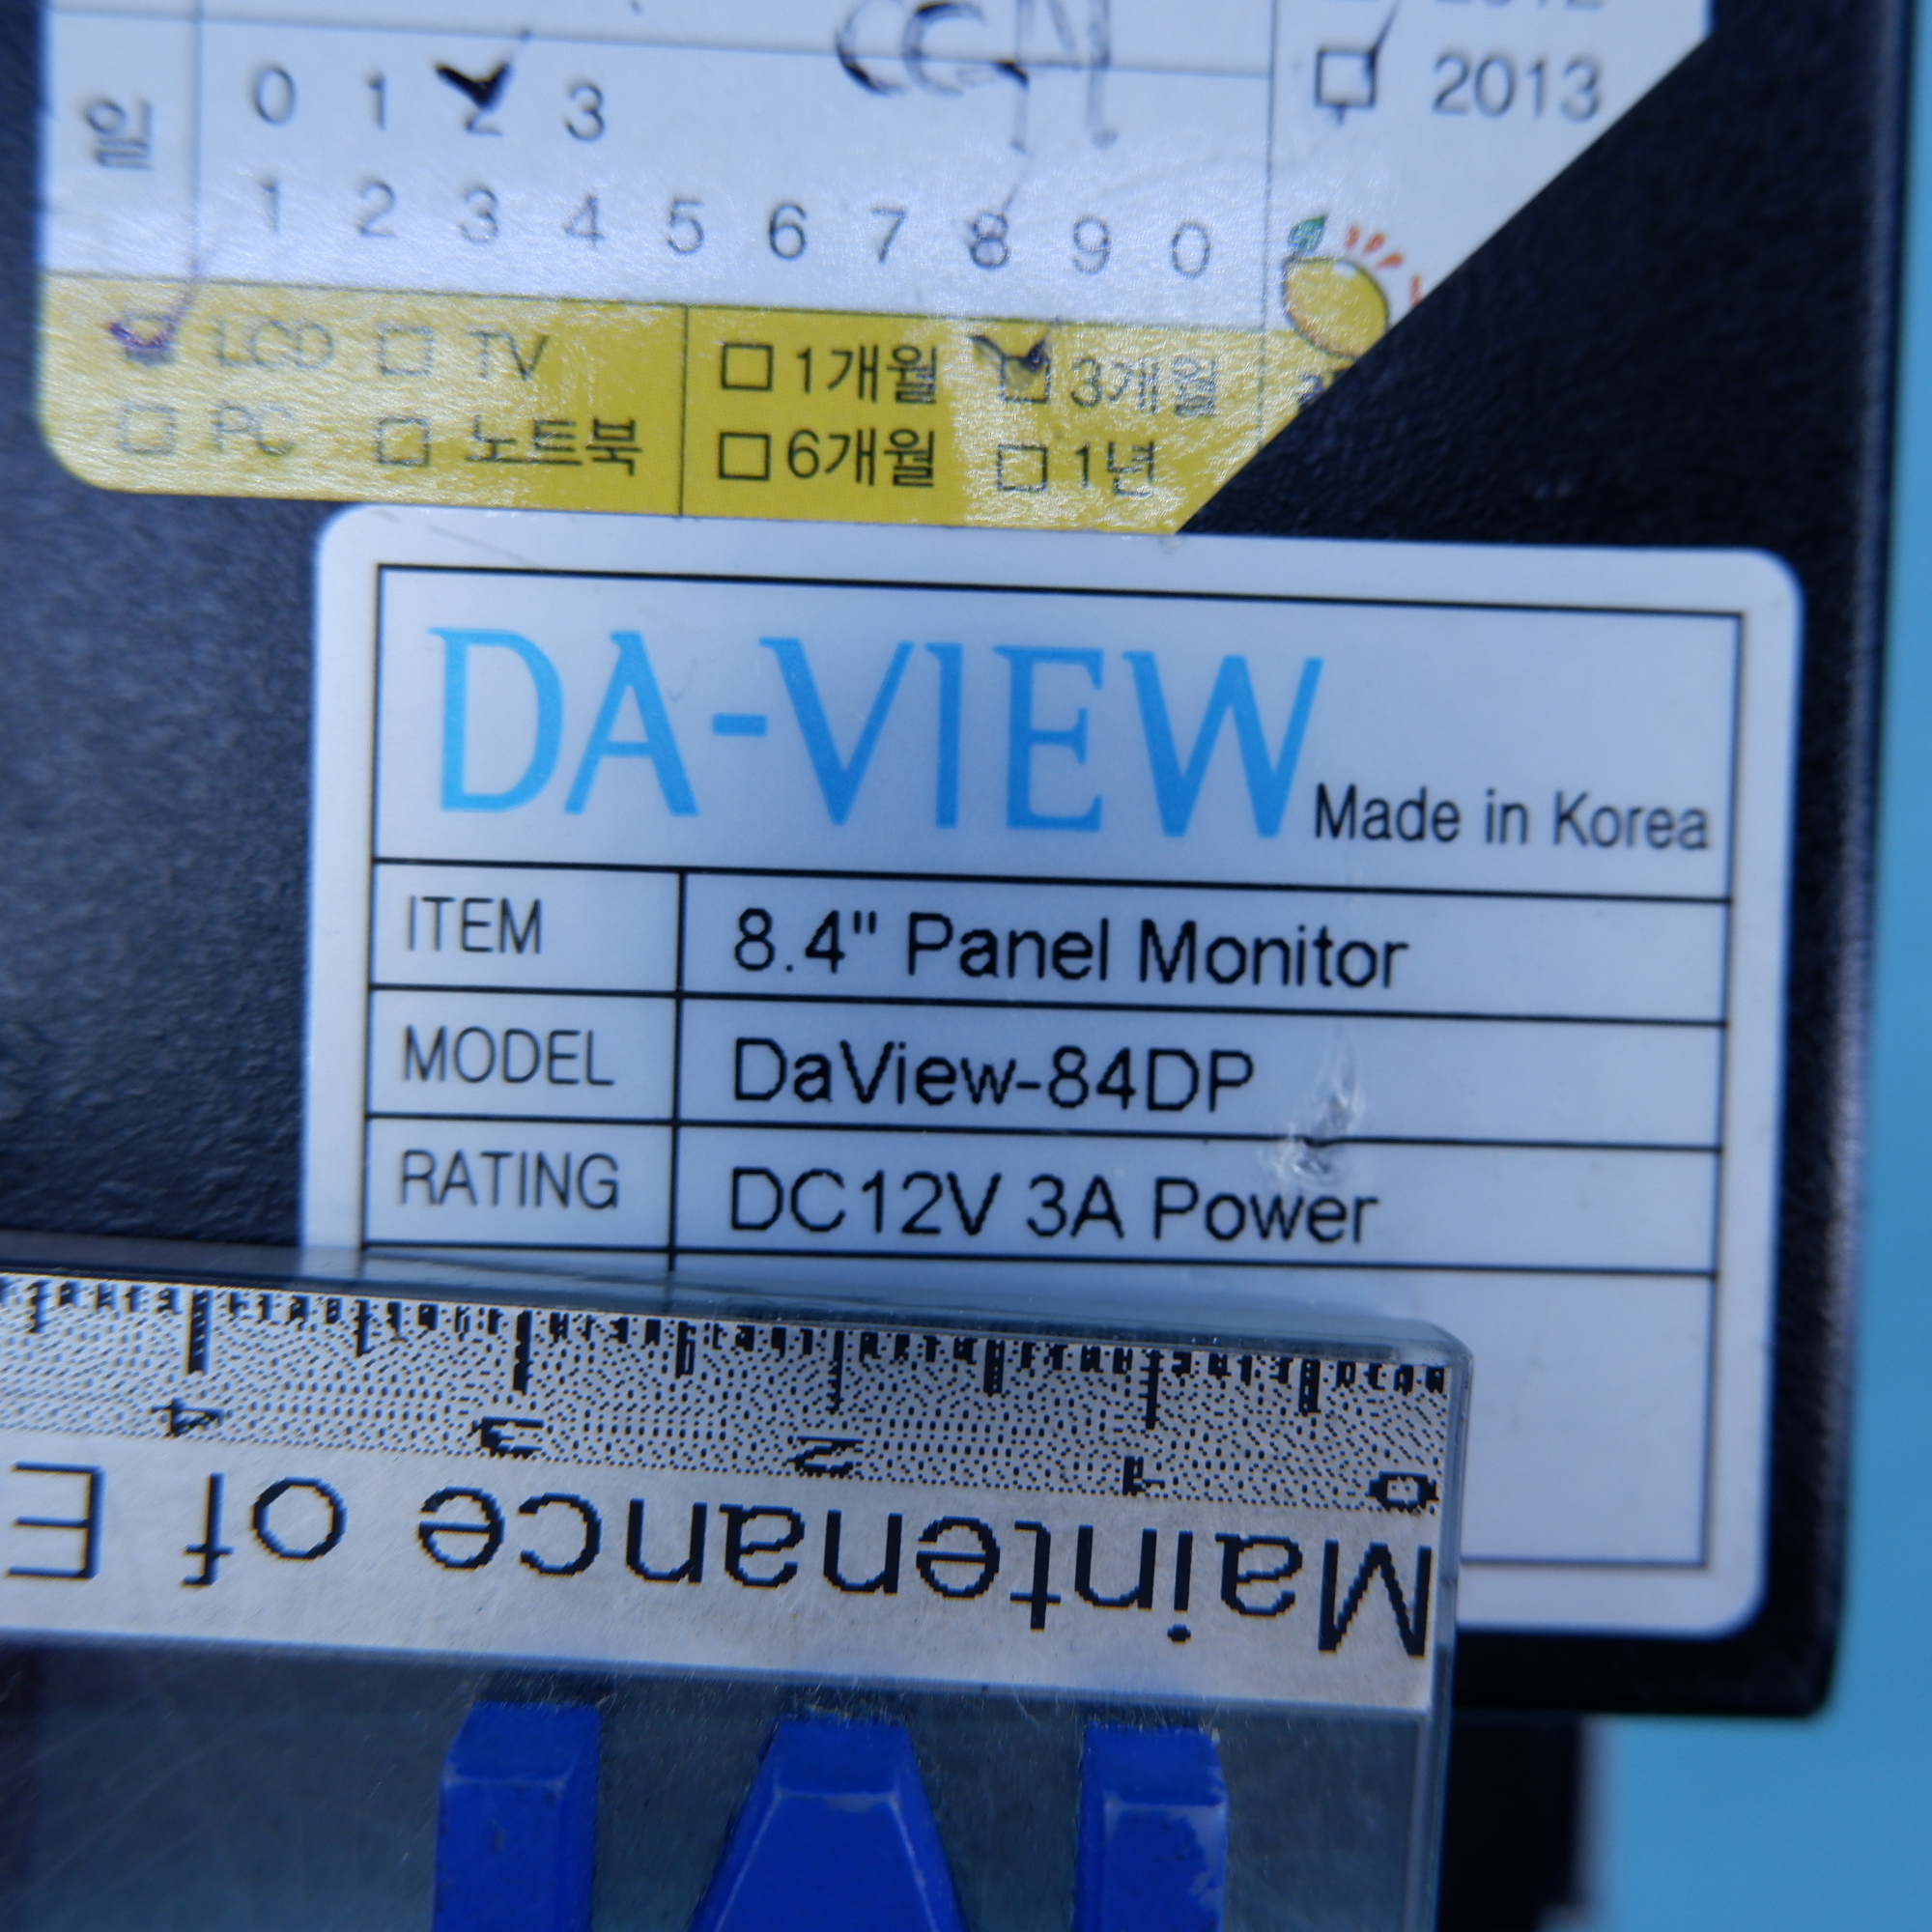 2013
일 0 1 2 3
1 2 3 4 5 6 7 8 9 0
LCD TV 1개월 3개월
PC 노트북 6개월 1년
DA-VIEW Made in Korea
ITEM 8.4" Panel Monitor
MODEL DaView-84DP
RATING DC12V 3A Power
0 1 2 3 4
Maintenance of E